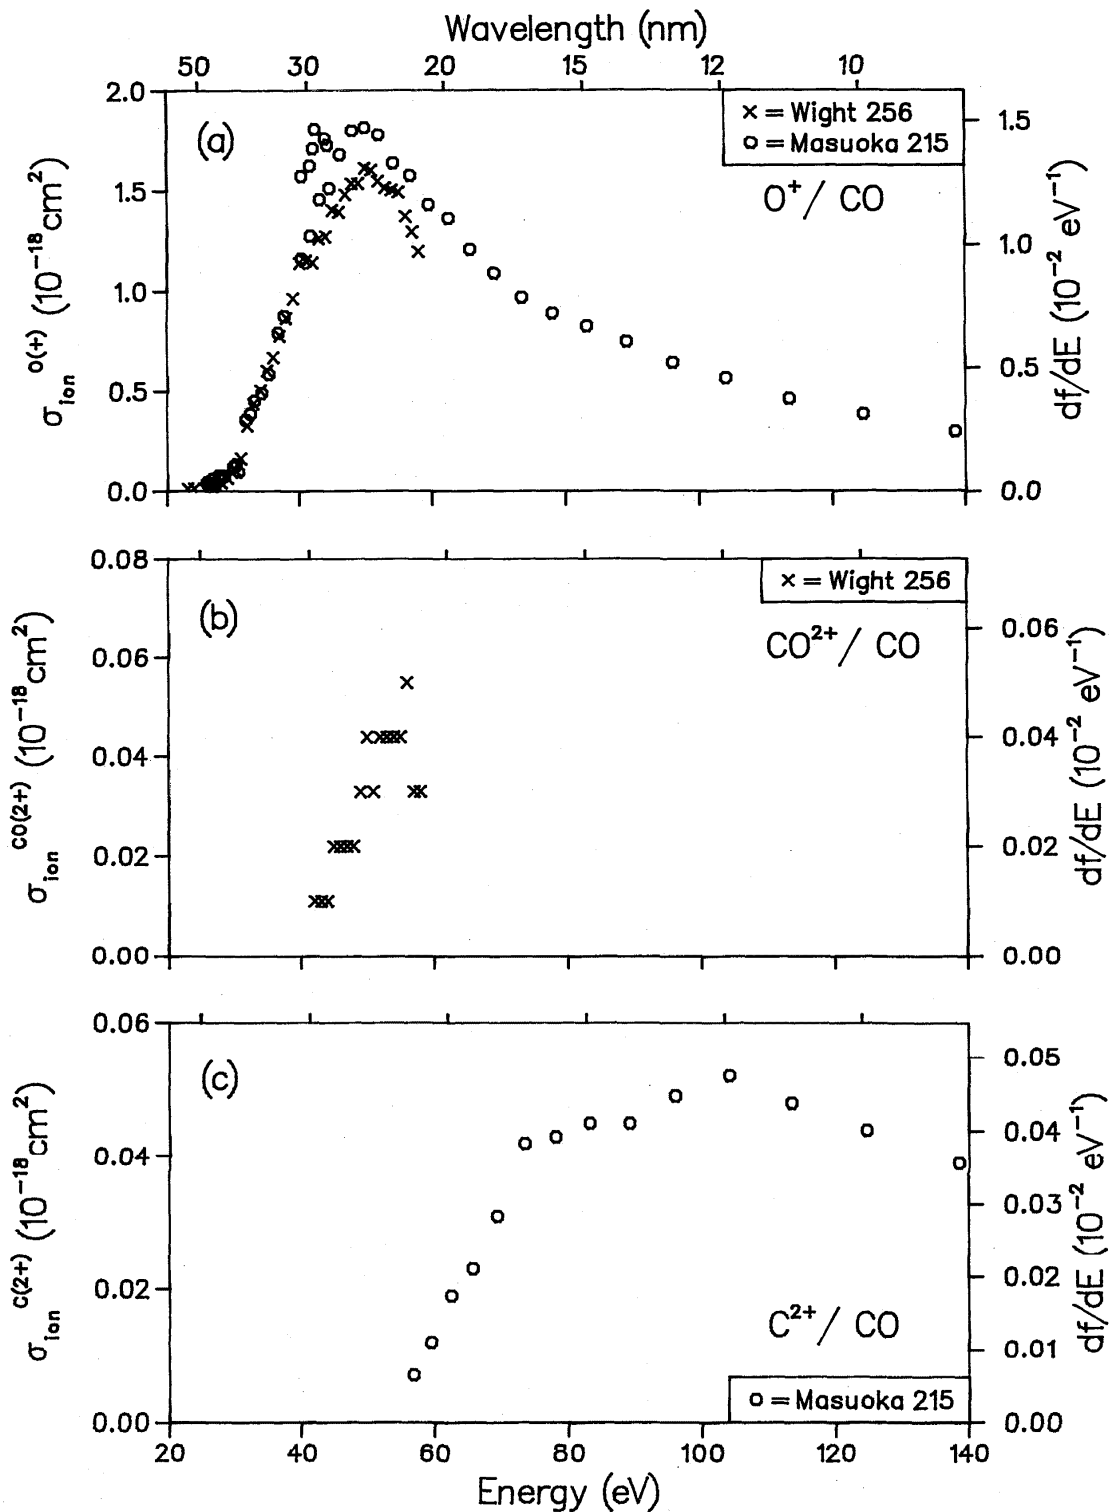 Wavelength (nm)
50 30 20 15 12 10
2.0
1.5
1.0
0.5
0.0
σion O(+) (10⁻¹⁸cm²)
(a)
× = Wight 256
o = Masuoka 215
O⁺/ CO
1.5
1.0
0.5
0.0
df/dE (10⁻² eV⁻¹)
0.08
0.06
0.04
0.02
0.00
σion CO(2+) (10⁻¹⁸cm²)
(b)
× = Wight 256
CO²⁺/ CO
0.06
0.04
0.02
0.00
df/dE (10⁻² eV⁻¹)
0.06
0.04
0.02
0.00
σion C(2+) (10⁻¹⁸cm²)
(c)
C²⁺/ CO
o = Masuoka 215
0.05
0.04
0.03
0.02
0.01
0.00
df/dE (10⁻² eV⁻¹)
20 40 60 80 100 120 140
Energy (eV)